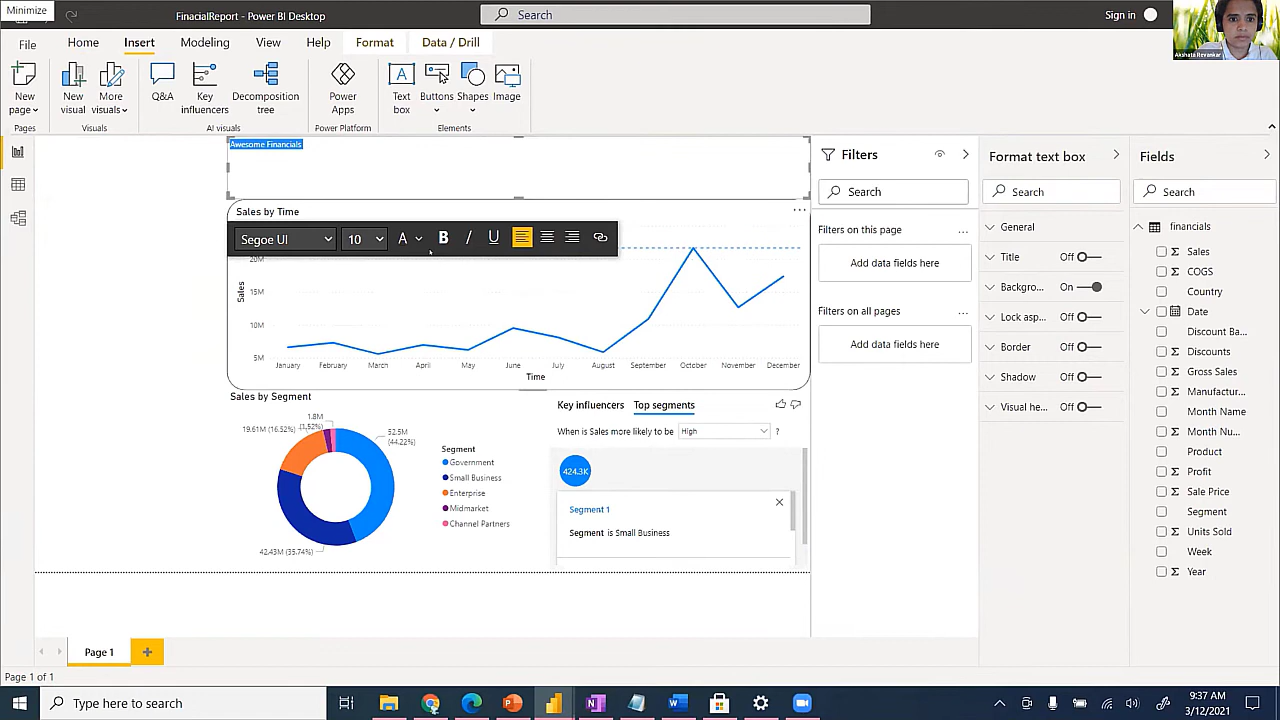 Minimize
FinacialReport - Power BI Desktop
Search
Sign in
Akshata Revankar
File
Home
Insert
Modeling
View
Help
Format
Data / Drill
New page
New visual
More visuals
Q&A
Key influencers
Decomposition tree
Power Apps
Text box
Buttons
Shapes
Image
Pages
Visuals
AI visuals
Power Platform
Elements
Awesome Financials
Sales by Time
Segoe UI
10
A
B
I
U
Sales
20M
15M
10M
5M
January
February
March
April
May
June
July
August
September
October
November
December
Time
Sales by Segment
1.8M (1.52%)
19.61M (16.52%)
52.5M (44.22%)
42.43M (35.74%)
Segment
Government
Small Business
Enterprise
Midmarket
Channel Partners
Key influencers
Top segments
When is Sales more likely to be
High
?
424.3K
Segment 1
Segment is Small Business
Filters
Search
Filters on this page
...
Add data fields here
Filters on all pages
...
Add data fields here
Format text box
Search
General
Title
Off
Backgro...
On
Lock asp...
Off
Border
Off
Shadow
Off
Visual he...
Off
Fields
Search
financials
Sales
COGS
Country
Date
Discount Ba...
Discounts
Gross Sales
Manufactur...
Month Name
Month Nu...
Product
Profit
Sale Price
Segment
Units Sold
Week
Year
Page 1
Page 1 of 1
Type here to search
9:37 AM
3/12/2021